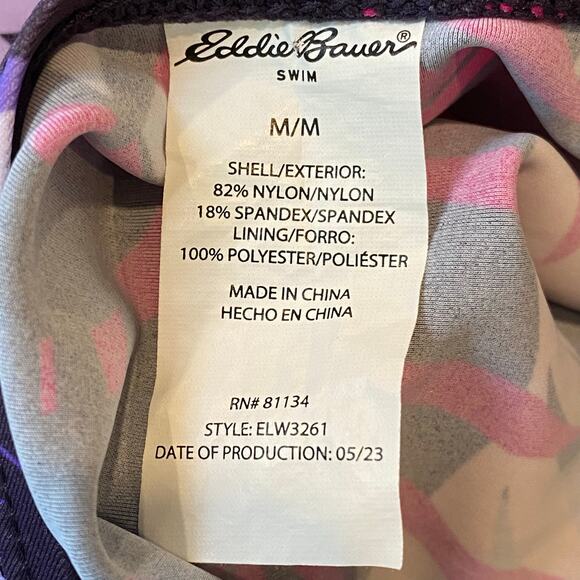 Eddie Bauer®
SWIM
M/M
SHELL/EXTERIOR:
82% NYLON/NYLON
18% SPANDEX/SPANDEX
LINING/FORRO:
100% POLYESTER/POLIÉSTER
MADE IN CHINA
HECHO EN CHINA
RN# 81134
STYLE: ELW3261
DATE OF PRODUCTION: 05/23